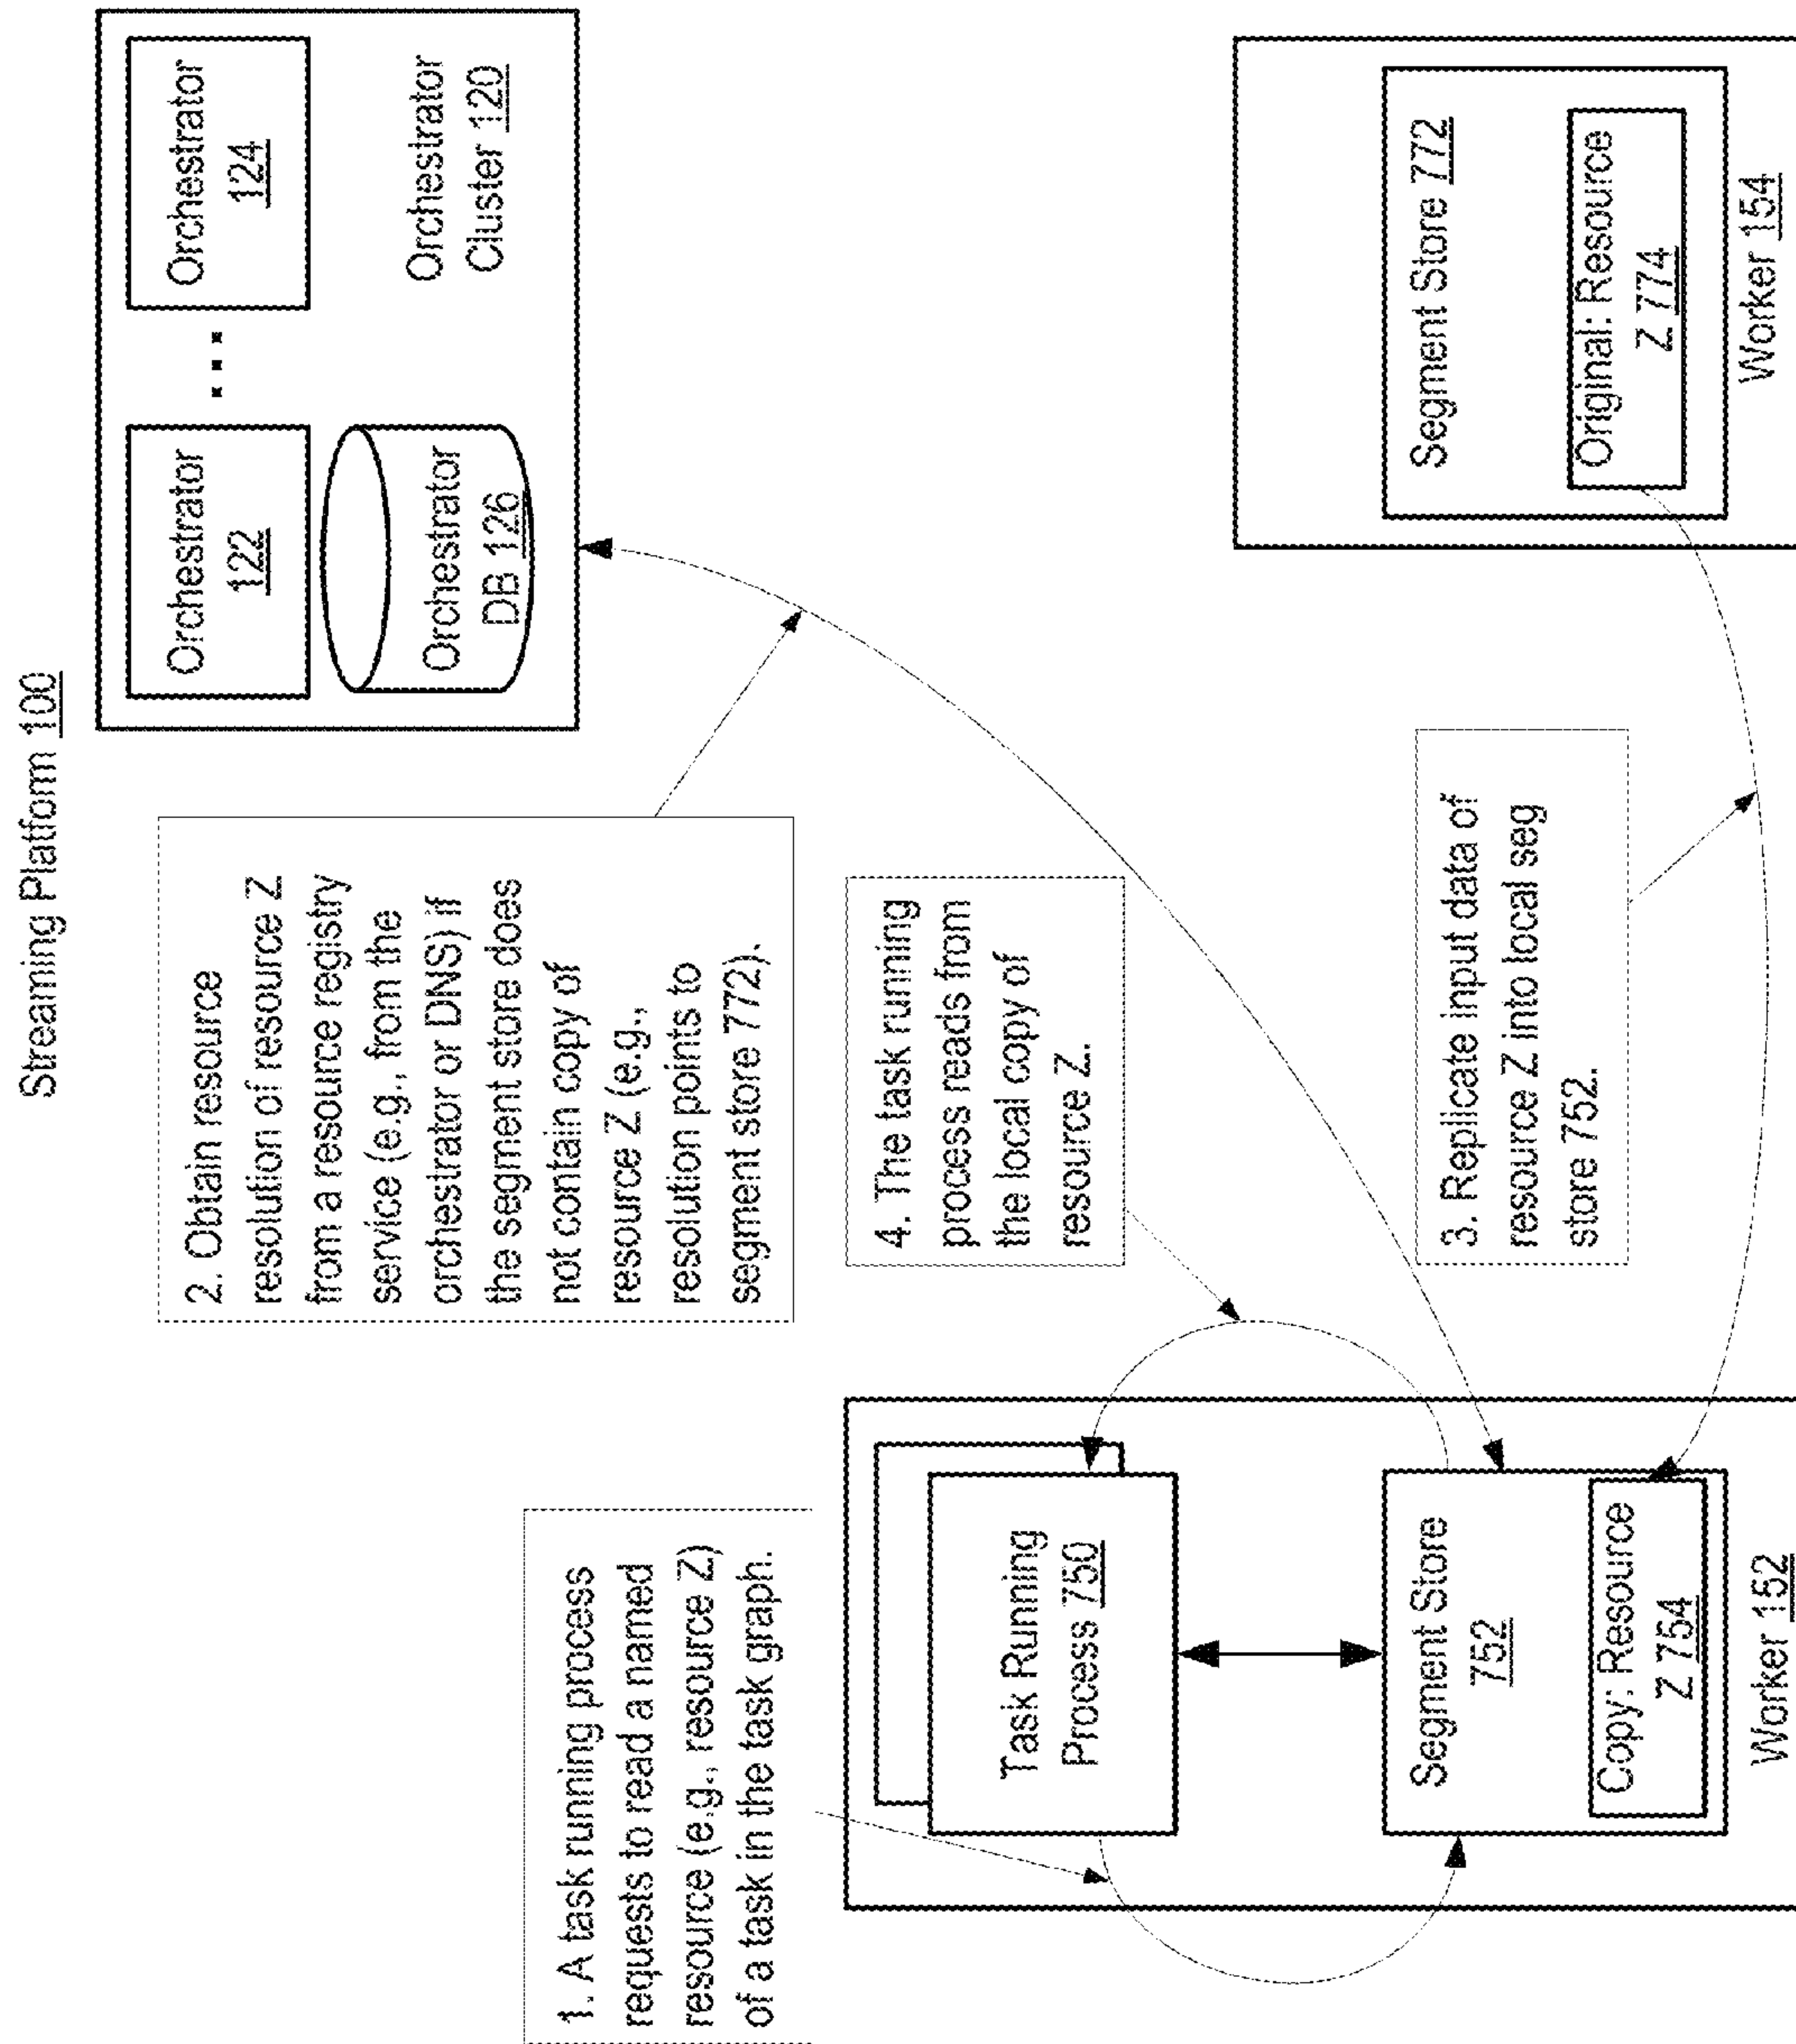 Streaming Platform 100
Orchestrator
122
...
Orchestrator
124
Orchestrator
DB 126
Orchestrator
Cluster 120
2. Obtain resource
resolution of resource Z
from a resource registry
service (e.g., from the
orchestrator or DNS) if
the segment store does
not contain copy of
resource Z (e.g.,
resolution points to
segment store 772).
1. A task running process
requests to read a named
resource (e.g., resource Z)
of a task in the task graph.
4. The task running
process reads from
the local copy of
resource Z.
Task Running
Process 750
Segment Store
752
Copy: Resource
Z 754
Worker 152
3. Replicate input data of
resource Z into local seg
store 752.
Segment Store 772
Original: Resource
Z 774
Worker 154